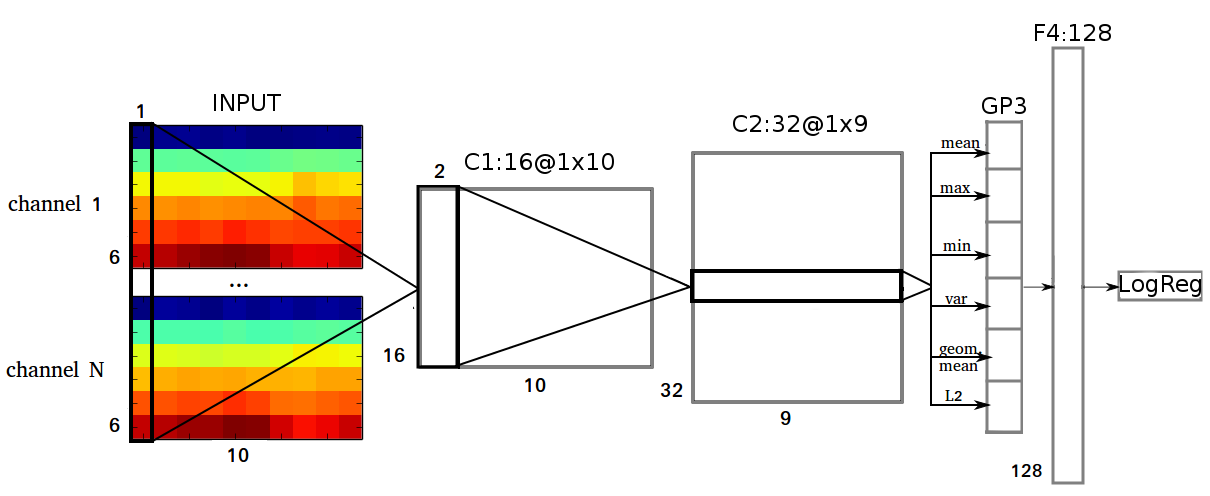 F4:128
INPUT
1
GP3
C2:32@1x9
mean
C1:16@1x10
2
max
channel 1
min
6
...
LogReg
var
geom.
mean
16
channel N
10
32
L2
9
6
10
128